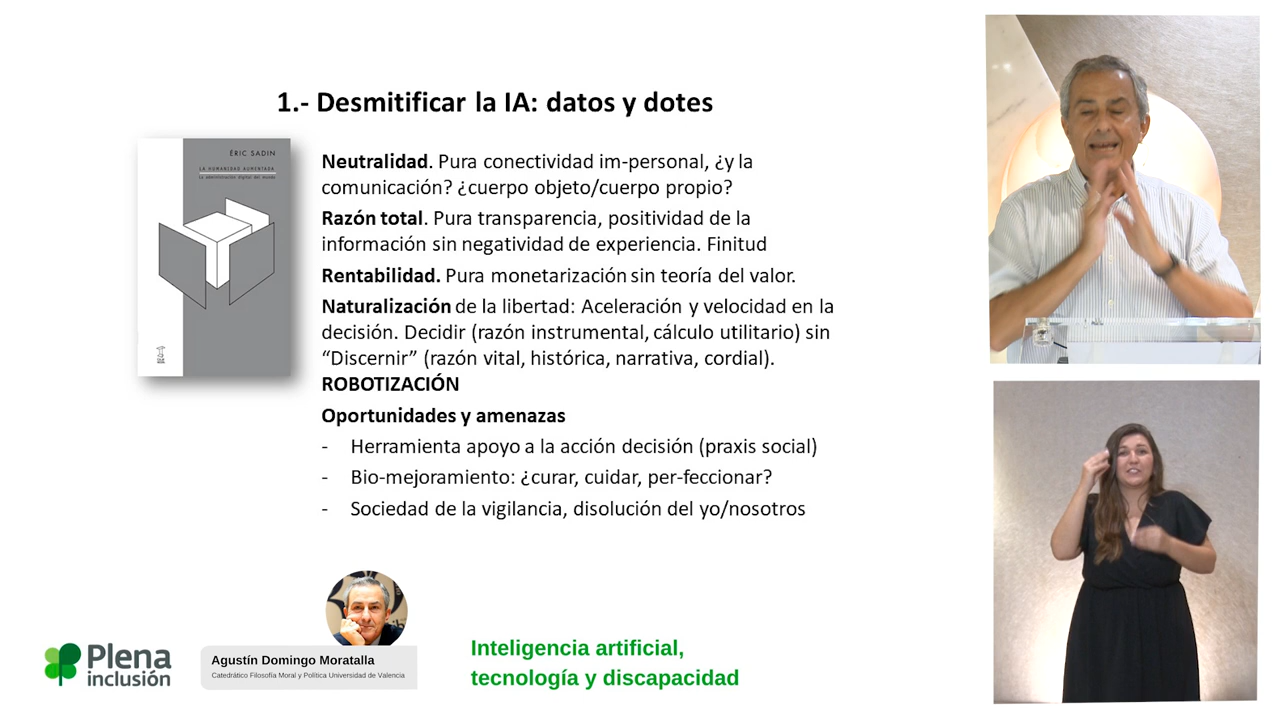 1.- Desmitificar la IA: datos y dotes
ÉRIC SADIN
LA HUMANIDAD AUMENTADA
La administración digital del mundo
Neutralidad. Pura conectividad im-personal, ¿y la
comunicación? ¿cuerpo objeto/cuerpo propio?
Razón total. Pura transparencia, positividad de la
información sin negatividad de experiencia. Finitud
Rentabilidad. Pura monetarización sin teoría del valor.
Naturalización de la libertad: Aceleración y velocidad en la
decisión. Decidir (razón instrumental, cálculo utilitario) sin
“Discernir” (razón vital, histórica, narrativa, cordial).
ROBOTIZACIÓN
Oportunidades y amenazas
- Herramienta apoyo a la acción decisión (praxis social)
- Bio-mejoramiento: ¿curar, cuidar, per-feccionar?
- Sociedad de la vigilancia, disolución del yo/nosotros
Plena
inclusión
Agustín Domingo Moratalla
Catedrático Filosofía Moral y Política Universidad de Valencia
Inteligencia artificial,
tecnología y discapacidad